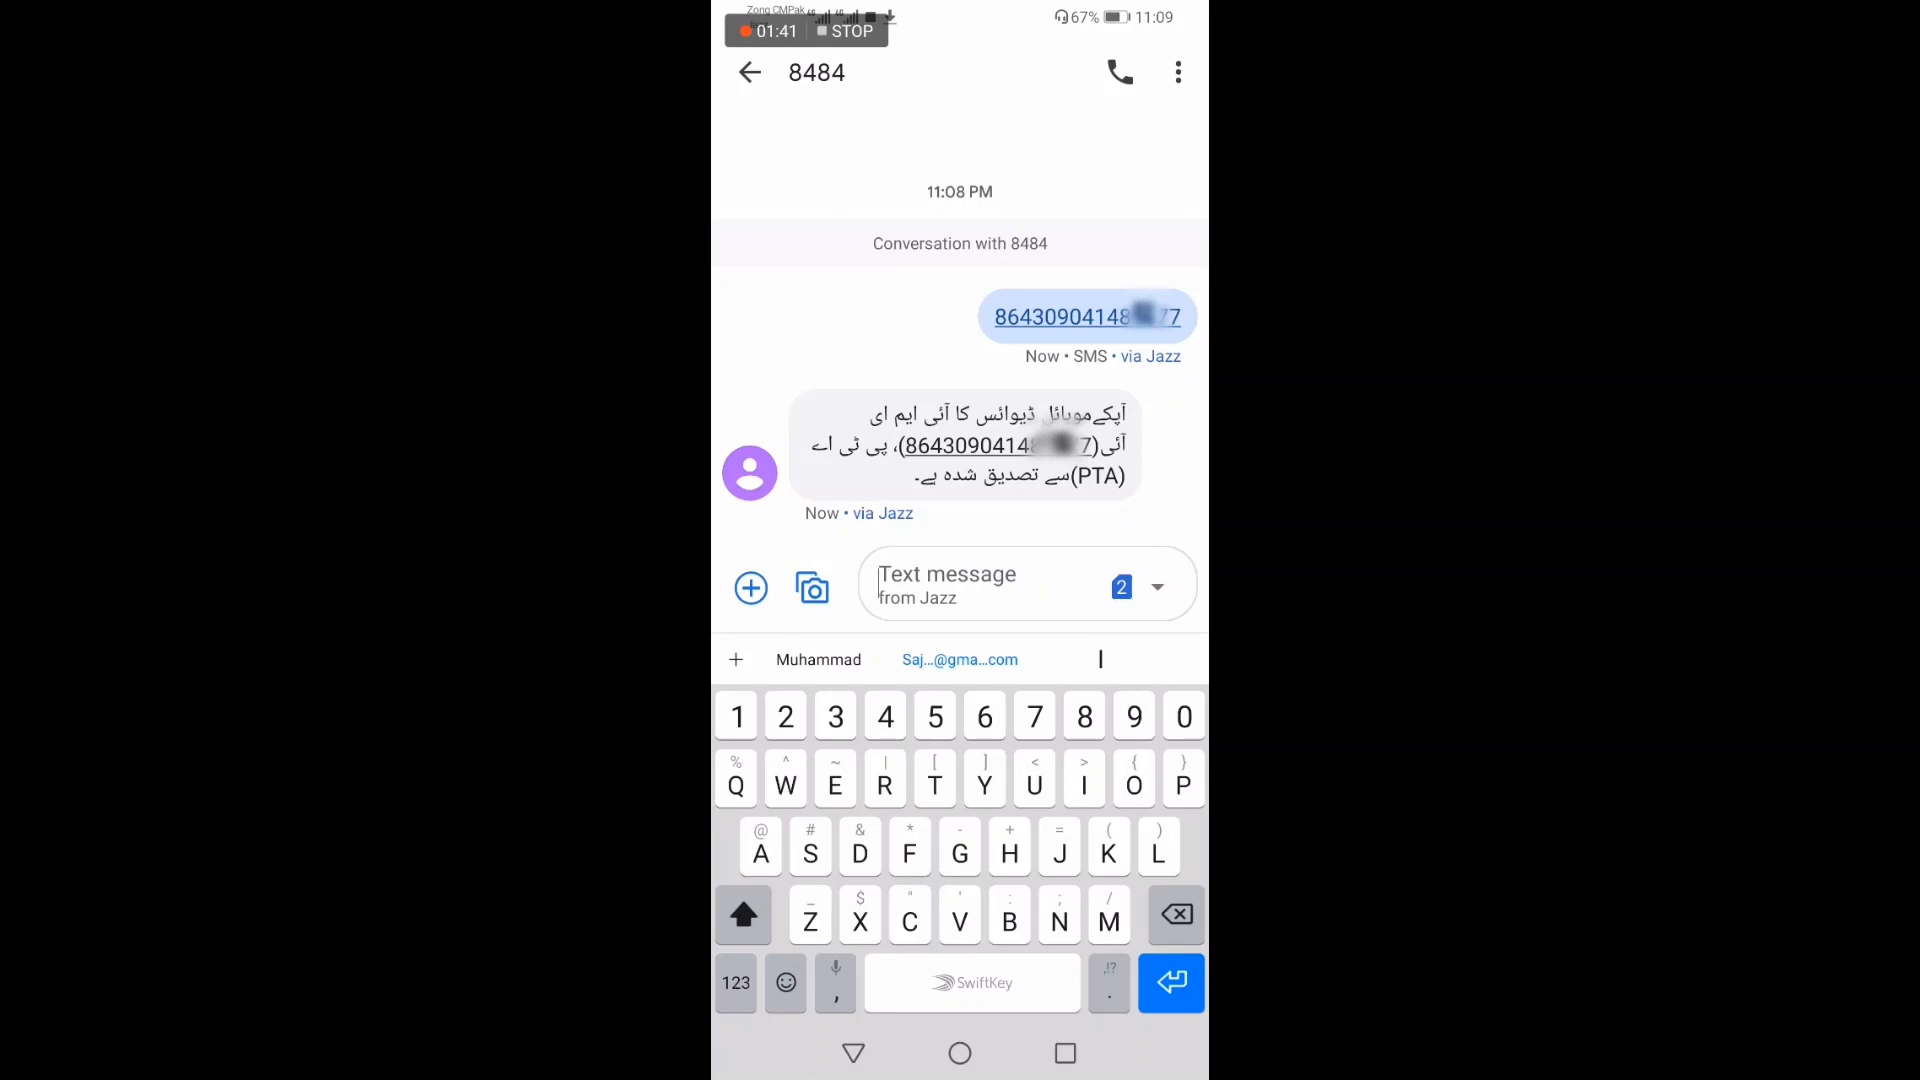 Zong CMPak
01:41 STOP
67% 11:09
8484
11:08 PM
Conversation with 8484
86430904148 77
Now • SMS • via Jazz
آپکےموبائل ڈیوائس کا آئی ایم ای
آئی(8643090414 7)، پی ٹی اے
(PTA)سے تصدیق شدہ ہے۔
Now • via Jazz
Text message
from Jazz
2
Muhammad
Saj...@gma...com
1 2 3 4 5 6 7 8 9 0
% ^ ~ | [ ] < > { }
Q W E R T Y U I O P
@ # & * - + = ( )
A S D F G H J K L
_ $ " ' : ; /
Z X C V B N M
,!?
123 , SwiftKey .